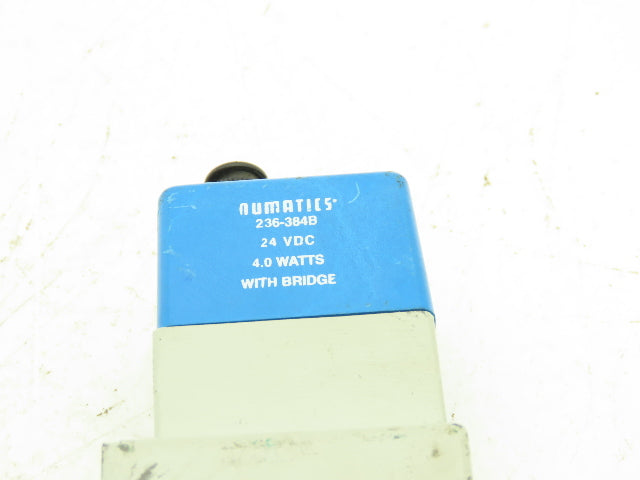 numatics
236-384B
24 VDC
4.0 WATTS
WITH BRIDGE